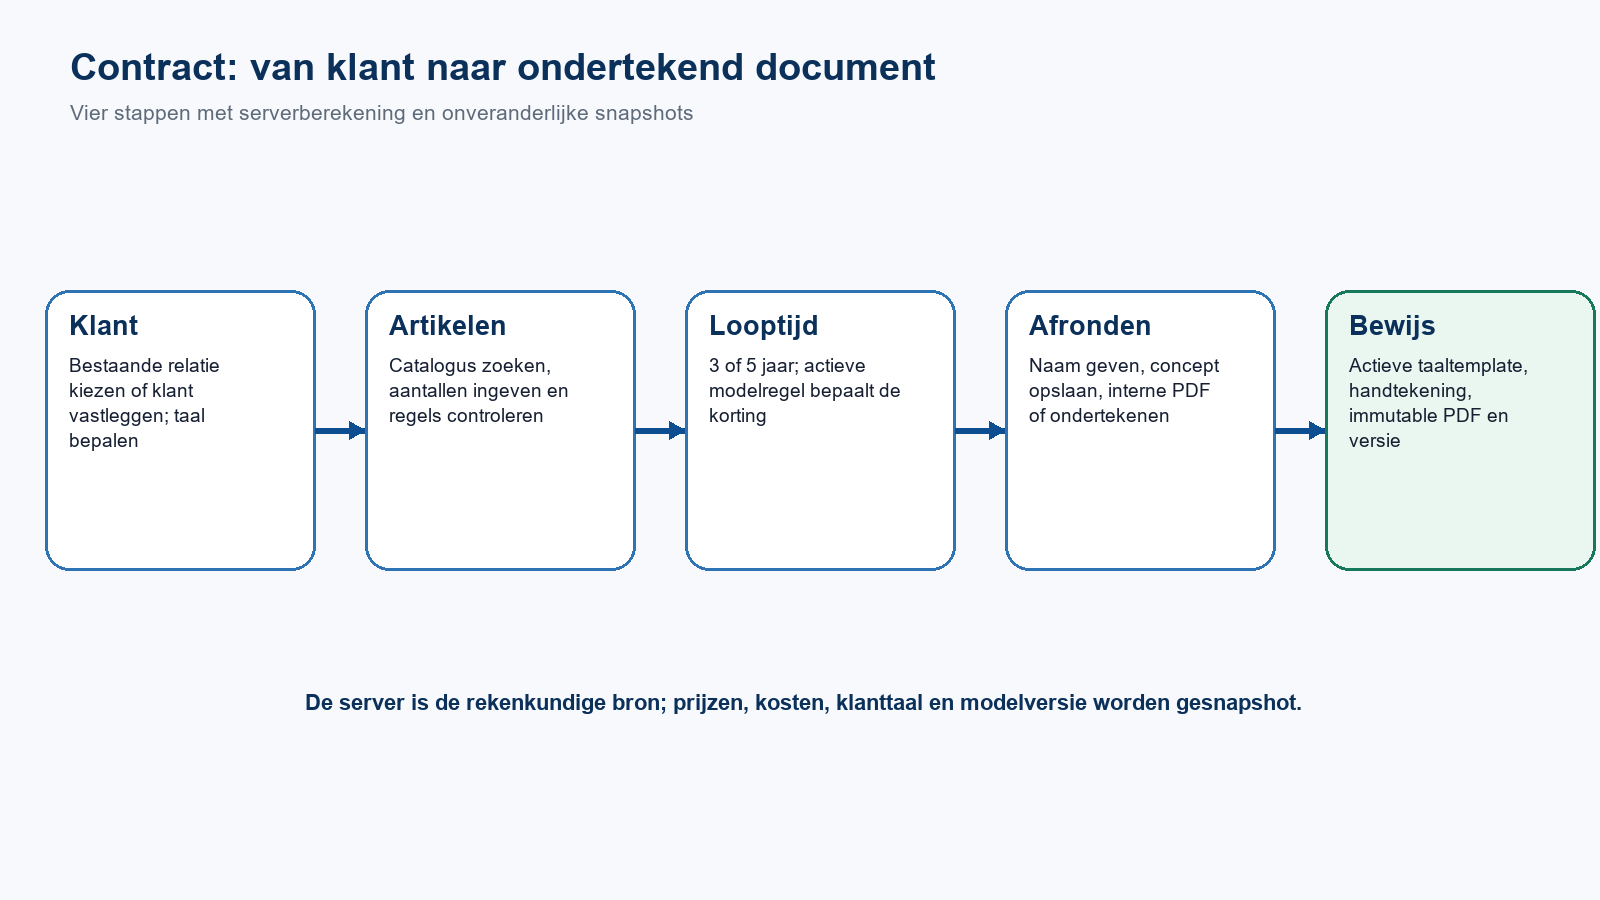 Contract: van klant naar ondertekend document
Vier stappen met serverberekening en onveranderlijke snapshots
Klant
Bestaande relatie
kiezen of klant
vastleggen; taal
bepalen
Artikelen
Catalogus zoeken,
aantallen ingeven en
regels controleren
Looptijd
3 of 5 jaar; actieve
modelregel bepaalt de
korting
Afronden
Naam geven, concept
opslaan, interne PDF
of ondertekenen
Bewijs
Actieve taaltemplate,
handtekening,
immutable PDF en
versie
De server is de rekenkundige bron; prijzen, kosten, klanttaal en modelversie worden gesnapshot.